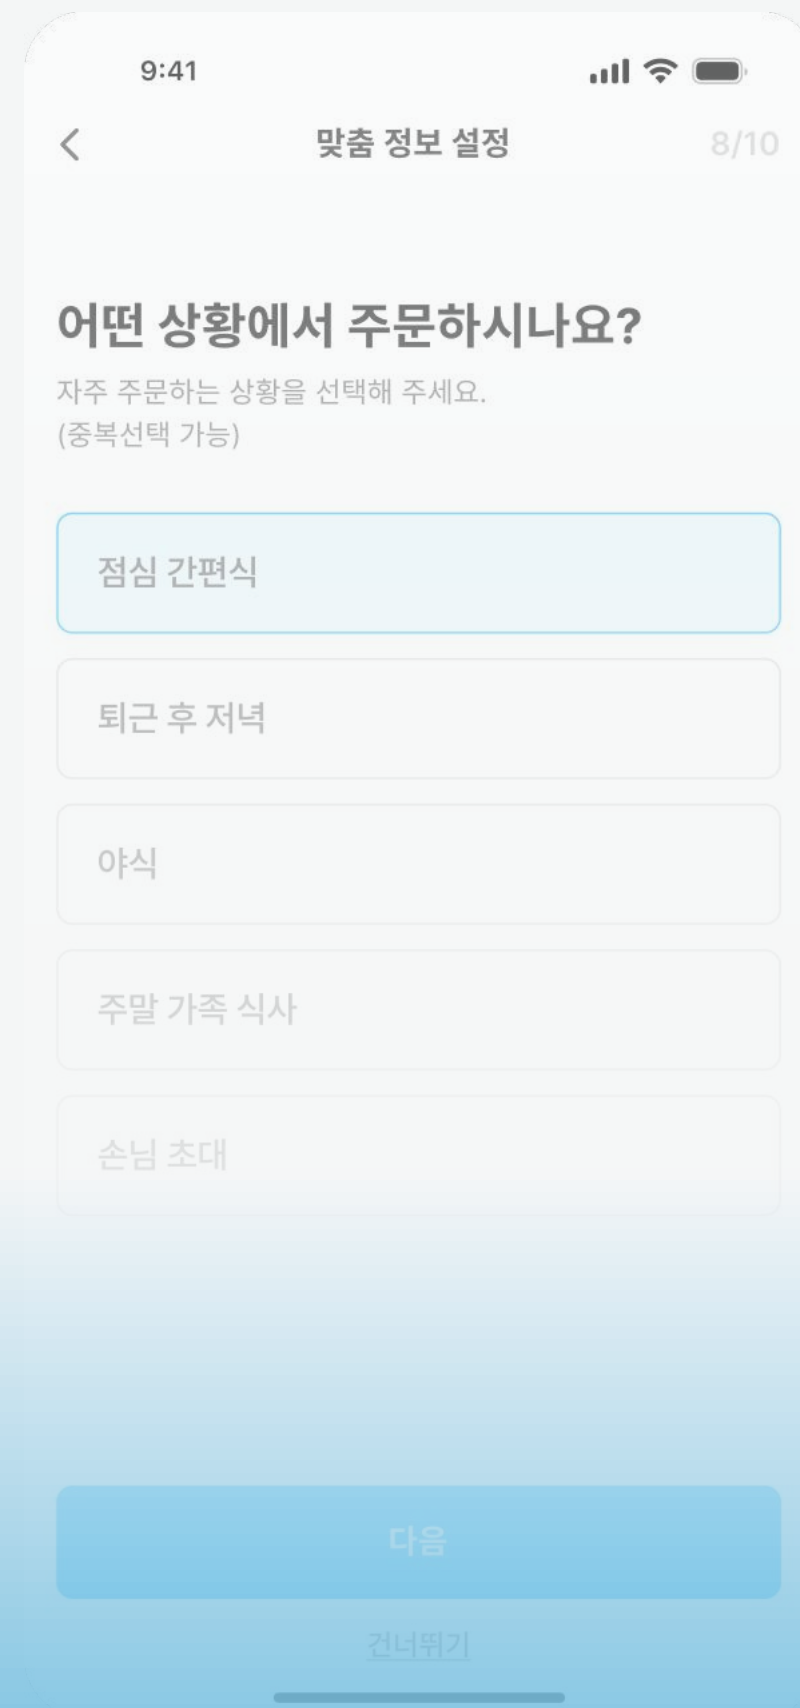 9:41
맞춤 정보 설정 8/10
어떤 상황에서 주문하시나요?
자주 주문하는 상황을 선택해 주세요.
(중복선택 가능)
점심 간편식
퇴근 후 저녁
야식
주말 가족 식사
손님 초대
다음
건너뛰기